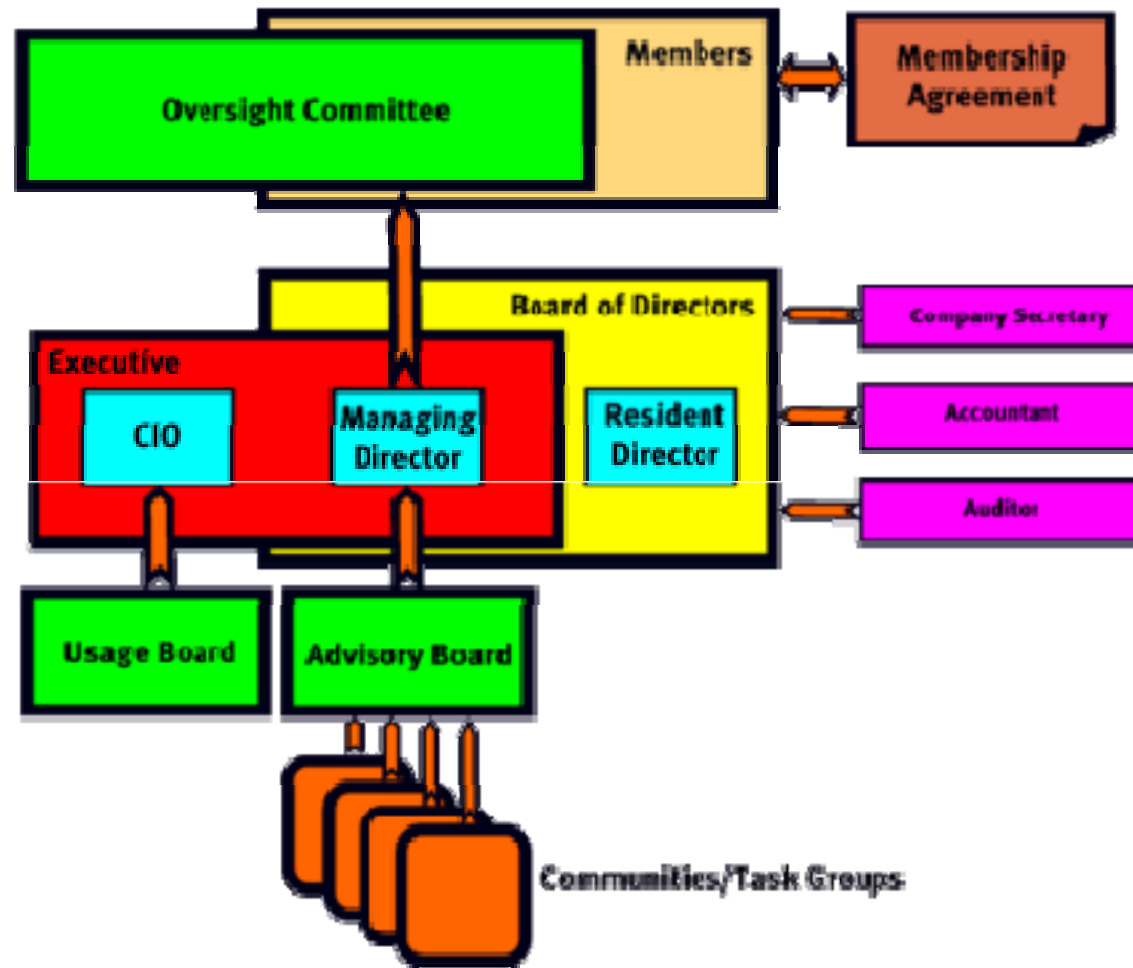 Members
Membership
Agreement
Oversight Committee
Board of Directors
Company Secretary
Executive
CIO
Managing
Director
Resident
Director
Accountant
Auditor
Usage Board
Advisory Board
Communities/Task Groups